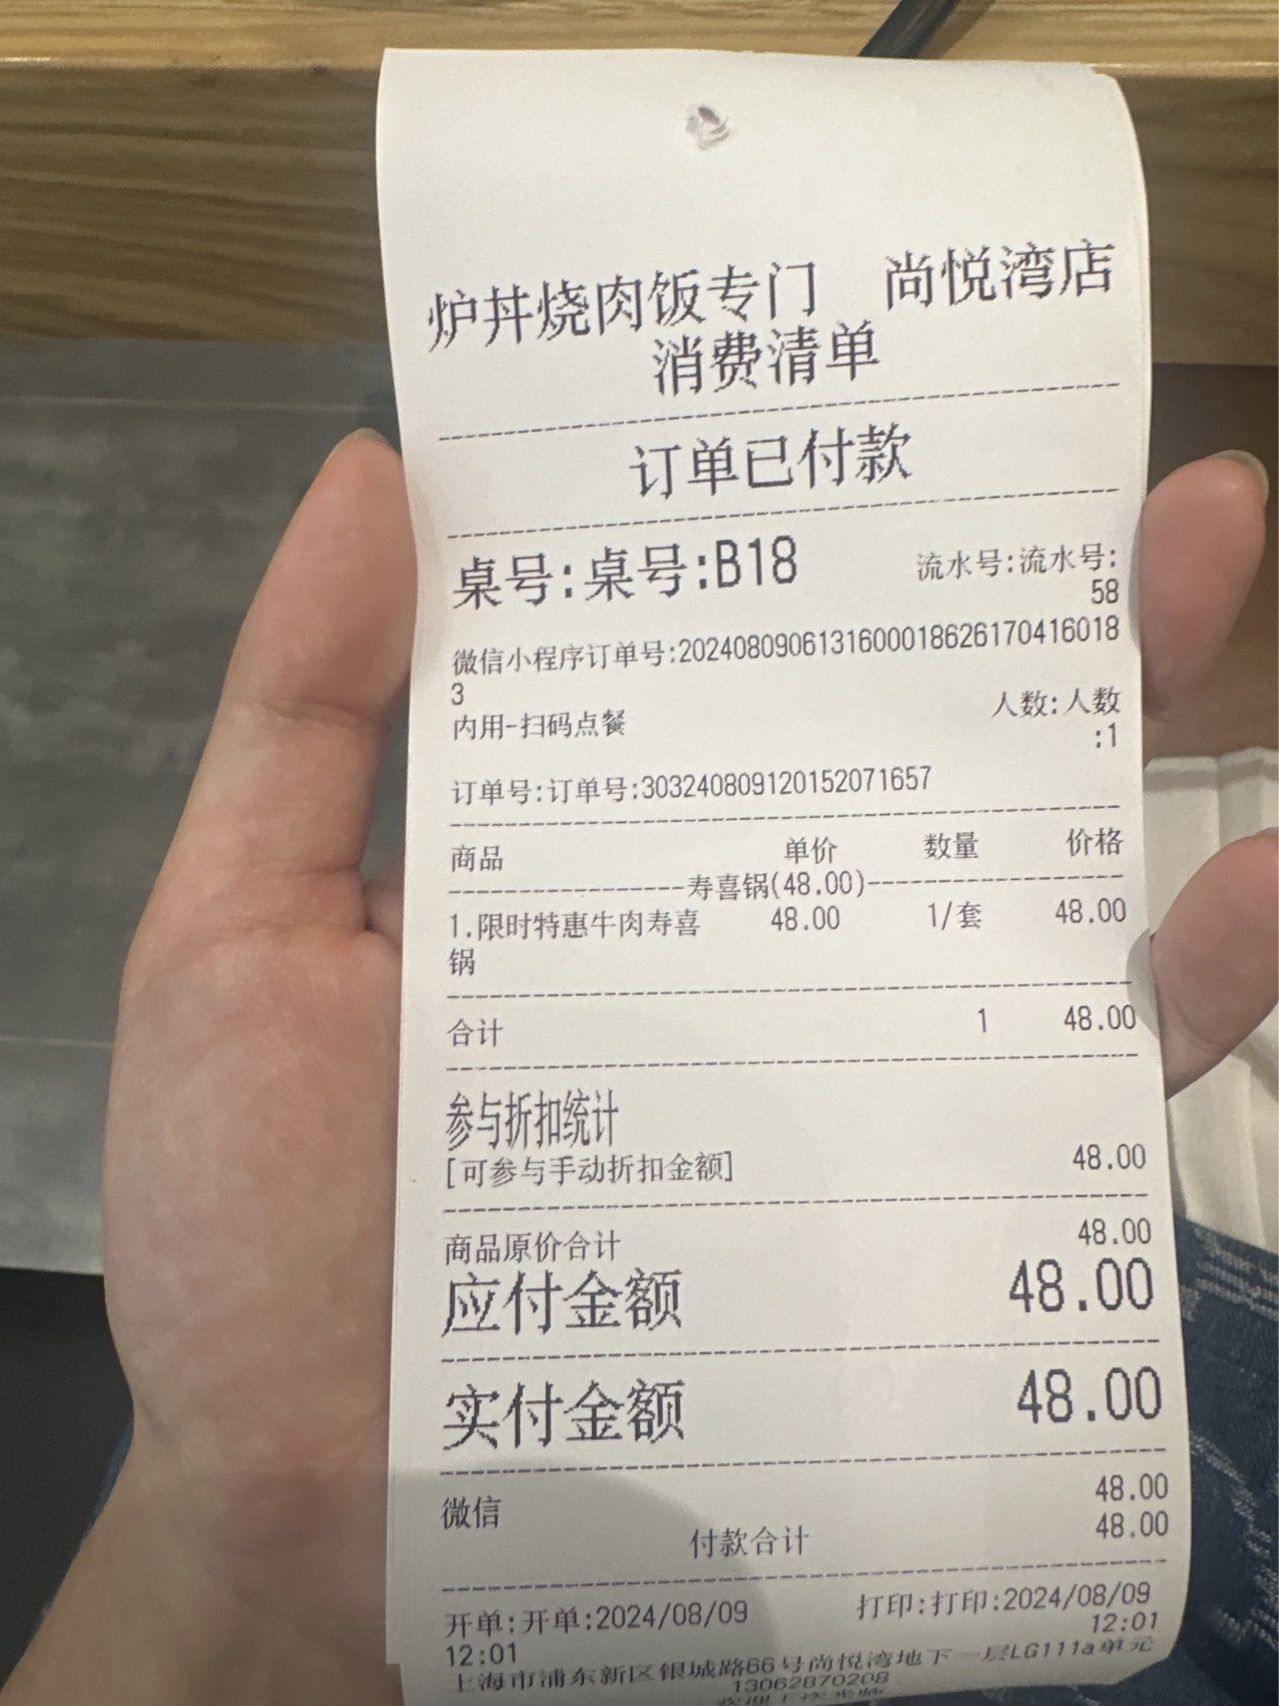 炉丼烧肉饭专门 尚悦湾店
消费清单
订单已付款
桌号:桌号:B18 流水号:流水号:
58
微信小程序订单号:2024080906131600018626170416018
3
内用-扫码点餐 人数:人数
:1
订单号:订单号:303240809120152071657
商品 单价 数量 价格
寿喜锅(48.00)
1.限时特惠牛肉寿喜 48.00 1/套 48.00
锅
合计 1 48.00
参与折扣统计
[可参与手动折扣金额] 48.00
商品原价合计 48.00
应付金额 48.00
实付金额 48.00
微信 48.00
付款合计 48.00
开单:开单:2024/08/09 打印:打印:2024/08/09
12:01 12:01
上海市浦东新区银城路66号尚悦湾地下一层LG111a单元
13062870208
欢迎下次来临